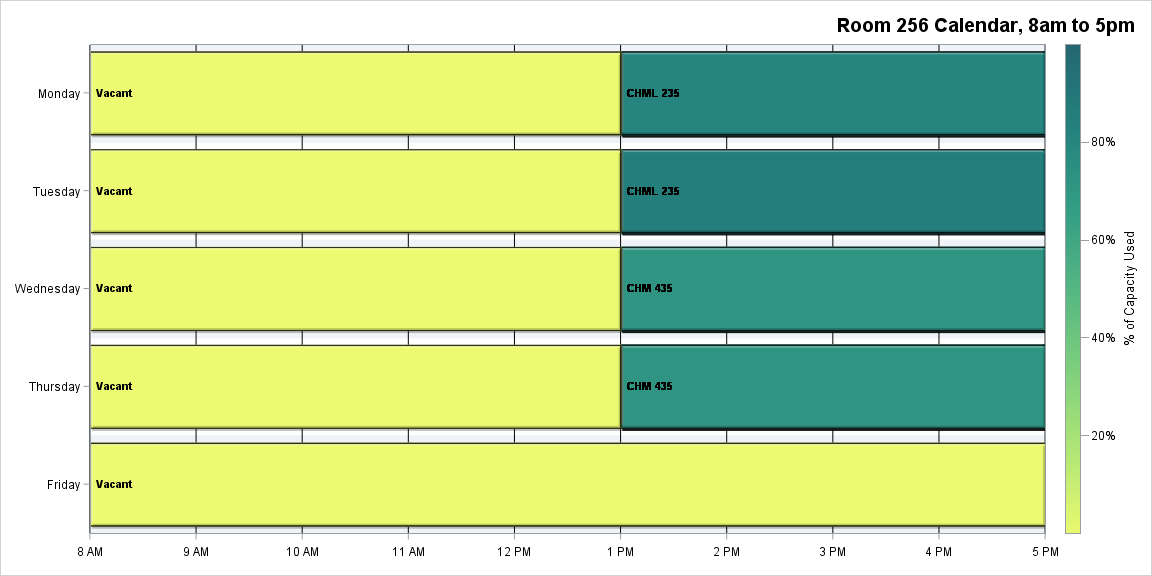 Room 256 Calendar, 8am to 5pm
Monday Vacant CHML 235
Tuesday Vacant CHML 235
Wednesday Vacant CHM 435
Thursday Vacant CHM 435
Friday Vacant
8 AM 9 AM 10 AM 11 AM 12 PM 1 PM 2 PM 3 PM 4 PM 5 PM
80%
60%
40%
20%
% of Capacity Used